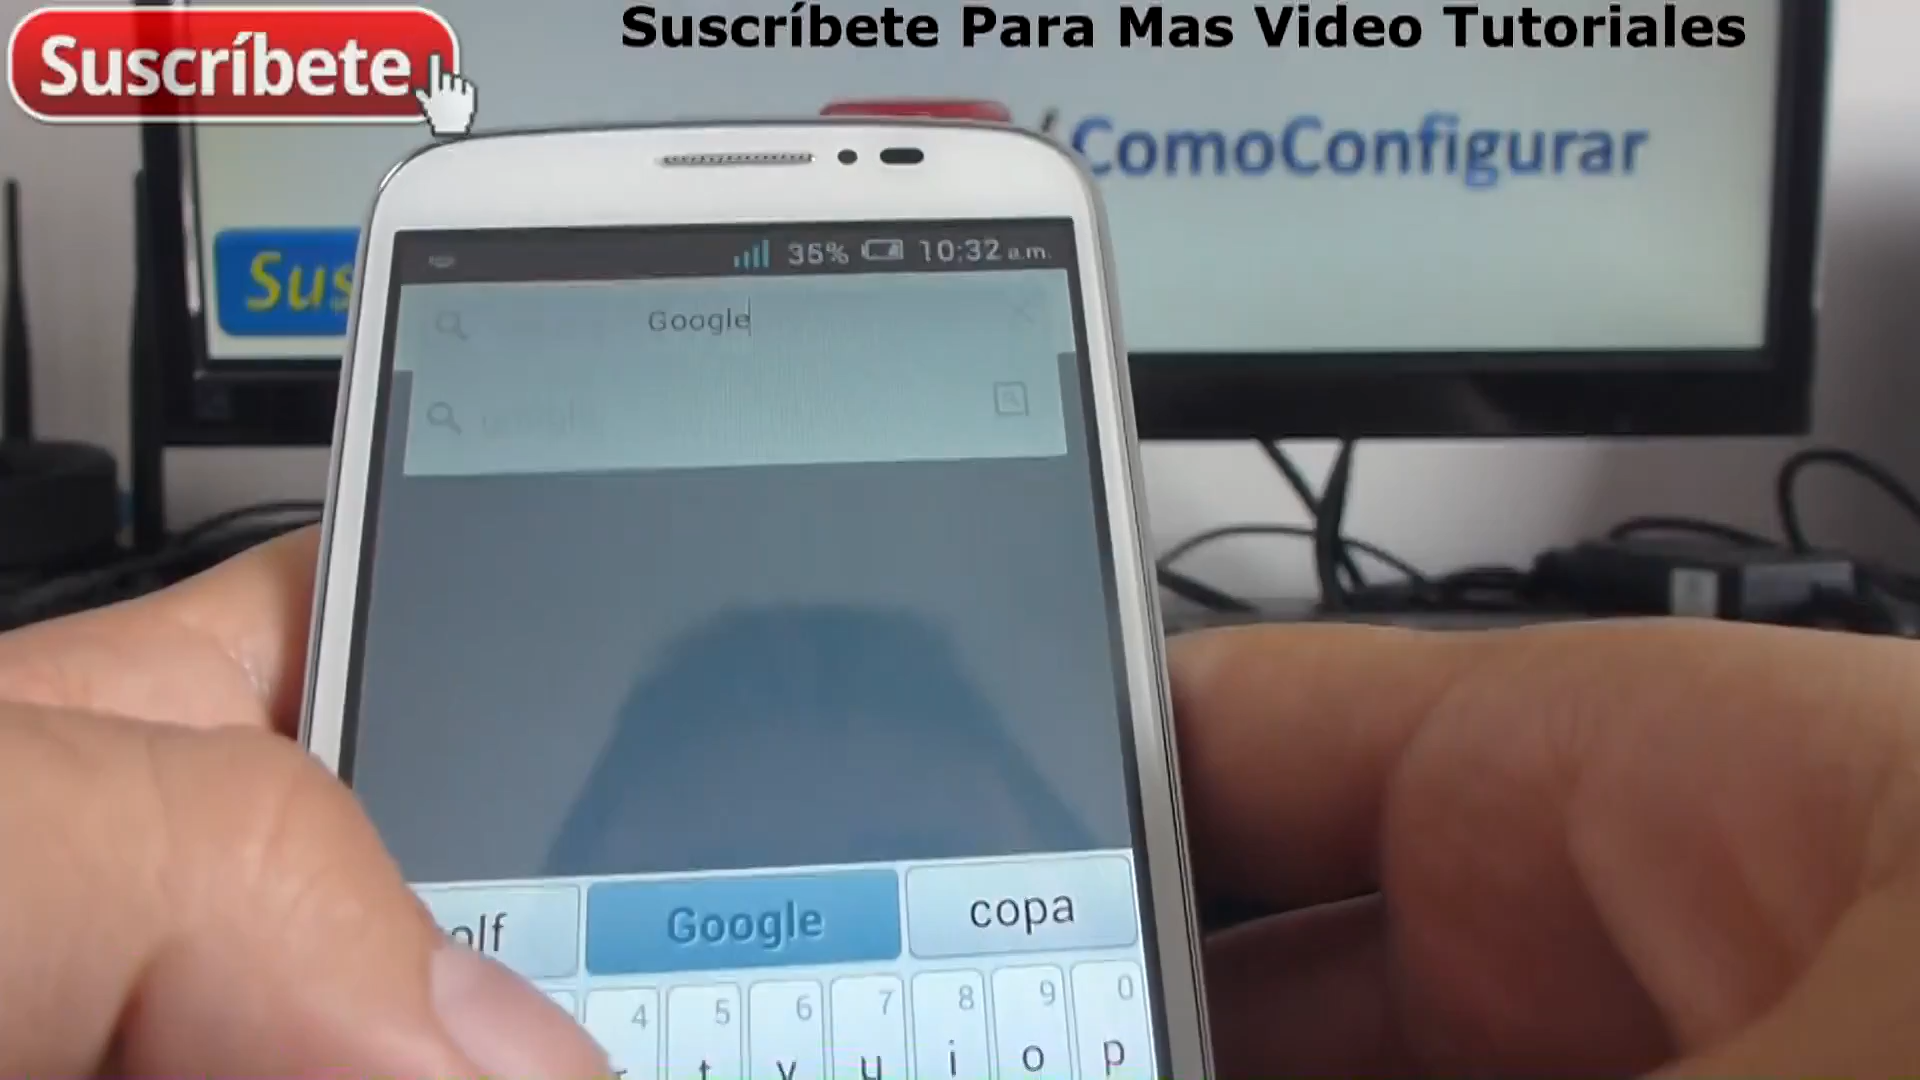 Suscríbete Para Mas Video Tutoriales
Suscríbete
ComoConfigurar
Sus
35% 10:32 a.m.
Google
Google
copa
4 5 6 7 8 9 0
t y u i o p